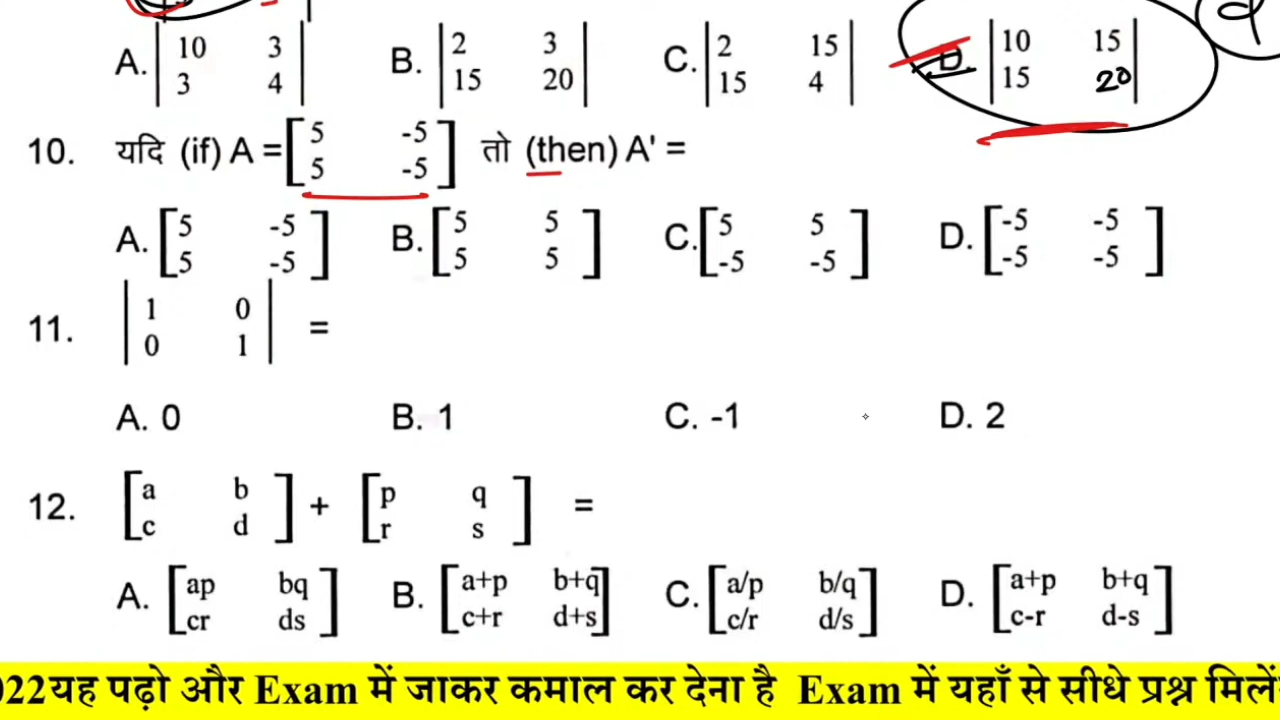 A. | 10 3 | B. | 2 3 | C. | 2 15 | D. | 10 15 |
| 3 4 | | 15 20 | | 15 4 | | 15 20 |
10. यदि (if) A = [ 5 -5 ] तो (then) A' =
[ 5 -5 ]
A. [ 5 -5 ] B. [ 5 5 ] C. [ 5 5 ] D. [ -5 -5 ]
[ 5 -5 ] [ 5 5 ] [ -5 -5 ] [ -5 -5 ]
11. | 1 0 | =
| 0 1 |
A. 0 B. 1 C. -1 D. 2
12. [ a b ] + [ p q ] =
[ c d ] [ r s ]
A. [ ap bq ] B. [ a+p b+q ] C. [ a/p b/q ] D. [ a+p b+q ]
[ cr ds ] [ c+r d+s ] [ c/r d/s ] [ c-r d-s ]
022यह पढ़ो और Exam में जाकर कमाल कर देना है Exam में यहाँ से सीधे प्रश्न मिलें